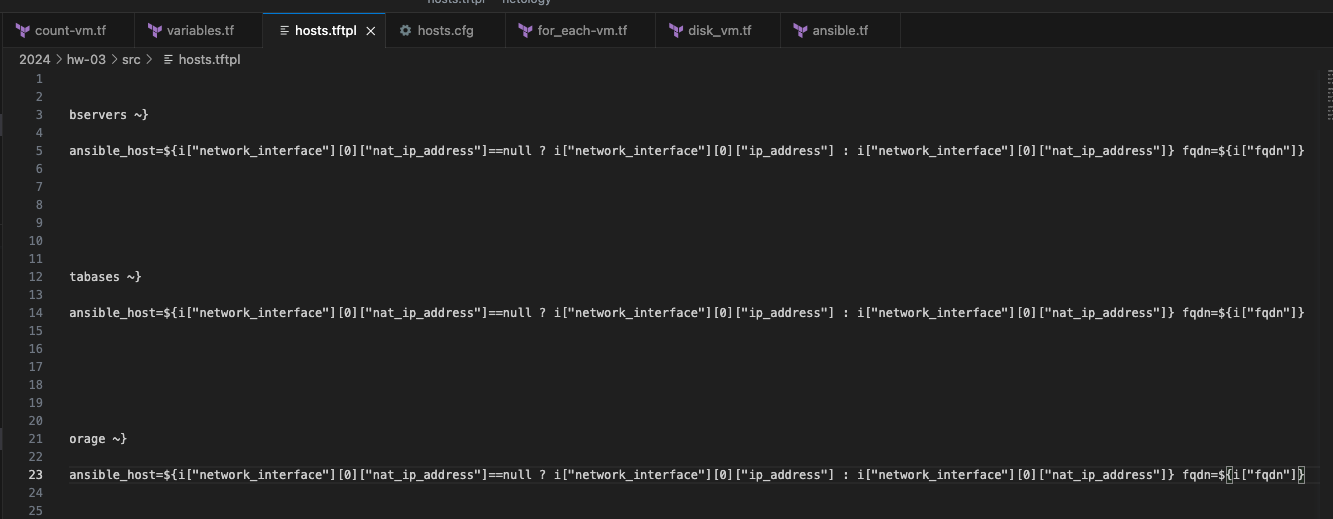 count-vm.tf variables.tf hosts.tftpl hosts.cfg for_each-vm.tf disk_vm.tf ansible.tf
2024 > hw-03 > src > hosts.tftpl
1
2
3 bservers ~}
4
5 ansible_host=${i["network_interface"][0]["nat_ip_address"]==null ? i["network_interface"][0]["ip_address"] : i["network_interface"][0]["nat_ip_address"]} fqdn=${i["fqdn"]}
6
7
8
9
10
11
12 tabases ~}
13
14 ansible_host=${i["network_interface"][0]["nat_ip_address"]==null ? i["network_interface"][0]["ip_address"] : i["network_interface"][0]["nat_ip_address"]} fqdn=${i["fqdn"]}
15
16
17
18
19
20
21 orage ~}
22
23 ansible_host=${i["network_interface"][0]["nat_ip_address"]==null ? i["network_interface"][0]["ip_address"] : i["network_interface"][0]["nat_ip_address"]} fqdn=${i["fqdn"]}
24
25